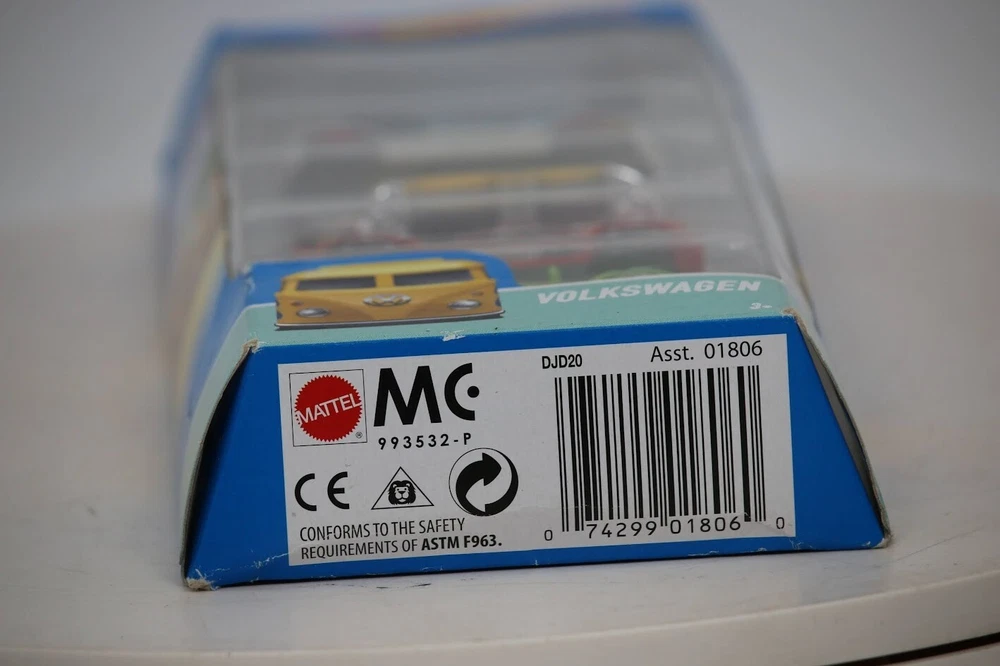 VOLKSWAGEN
3+
DJD20
Asst. 01806
MATTEL
®
MC
993532-P
CE
CONFORMS TO THE SAFETY
REQUIREMENTS OF ASTM F963.
0 74299 01806 0